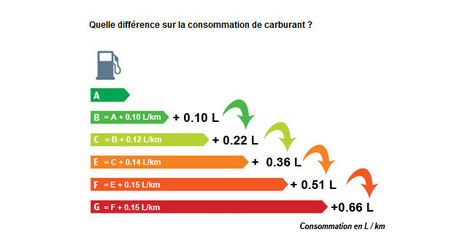 Quelle différence sur la consommation de carburant ?
A
B = A + 0.10 L/km + 0.10 L
C = B + 0.12 L/km + 0.22 L
E = C + 0.14 L/km + 0.36 L
F = E + 0.15 L/km + 0.51 L
G = F + 0.15 L/km +0.66 L
Consommation en L / km